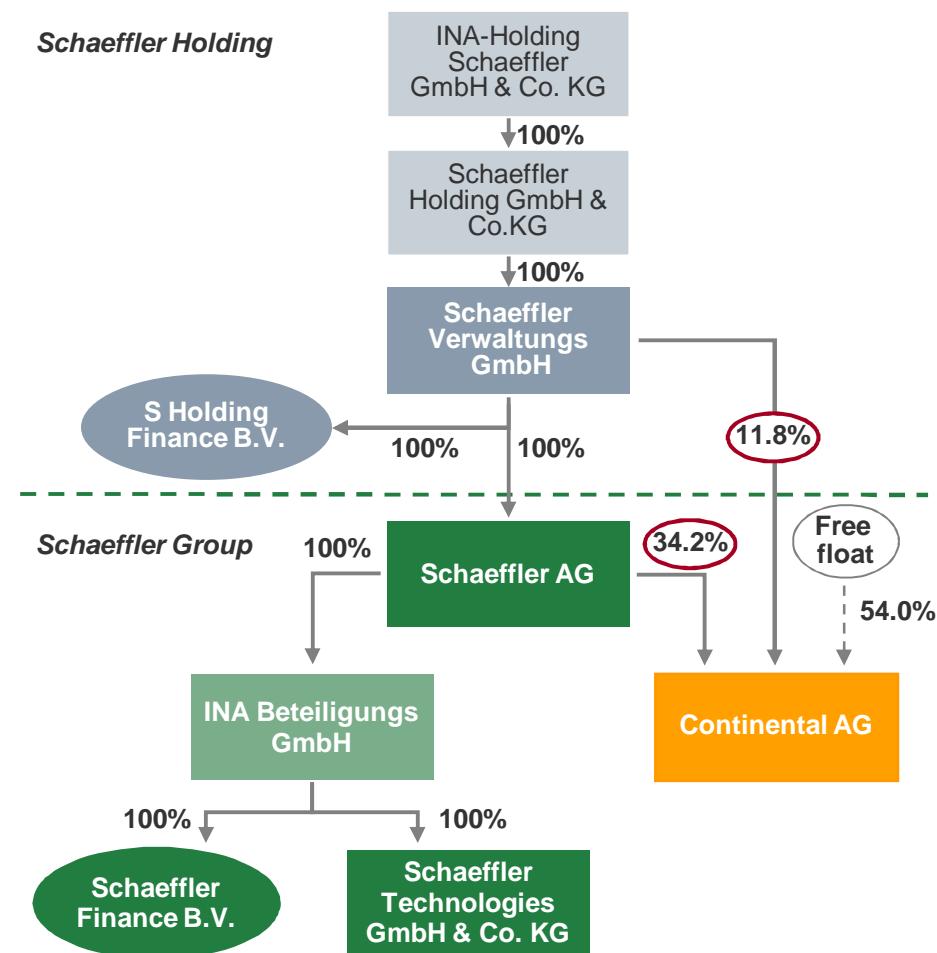 Schaeffler Holding
INA-Holding
Schaeffler
GmbH & Co. KG
100%
Schaeffler
Holding GmbH &
Co.KG
100%
Schaeffler
Verwaltungs
GmbH
S Holding
Finance B.V.
100%
100%
11.8%
Schaeffler Group
100%
Schaeffler AG
34.2%
Free
float
54.0%
INA Beteiligungs
GmbH
Continental AG
100%
100%
Schaeffler
Finance B.V.
Schaeffler
Technologies
GmbH & Co. KG